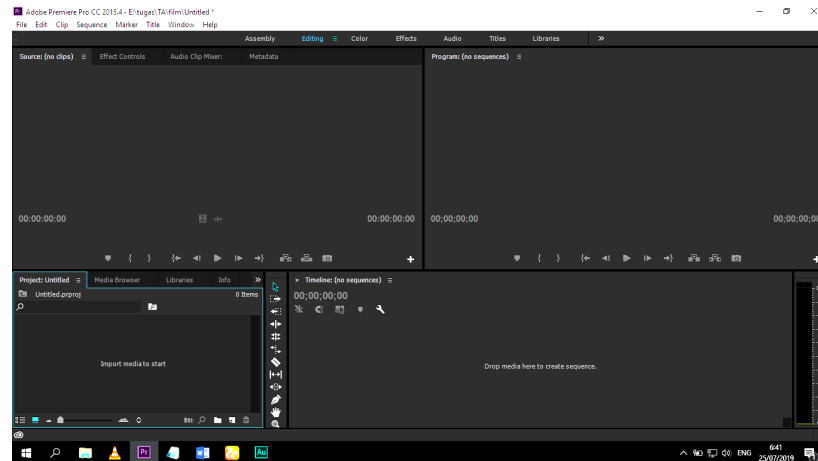 Pr Adobe Premiere Pro CC 2015.4 - E:\tugas\TA\film\Untitled *
File Edit Clip Sequence Marker Title Window Help
Assembly Editing Color Effects Audio Titles Libraries
Source: (no clips) Effect Controls Audio Clip Mixer: Metadata
Program: (no sequences)
00:00:00:00 00:00:00:00
00;00;00;00 00;00;00;0
Project: Untitled Media Browser Libraries Info
Untitled.prproj 0 Items
Import media to start
× Timeline: (no sequences)
00;00;00;00
Drop media here to create sequence.
Pr Au
ENG 6:41
25/07/2019